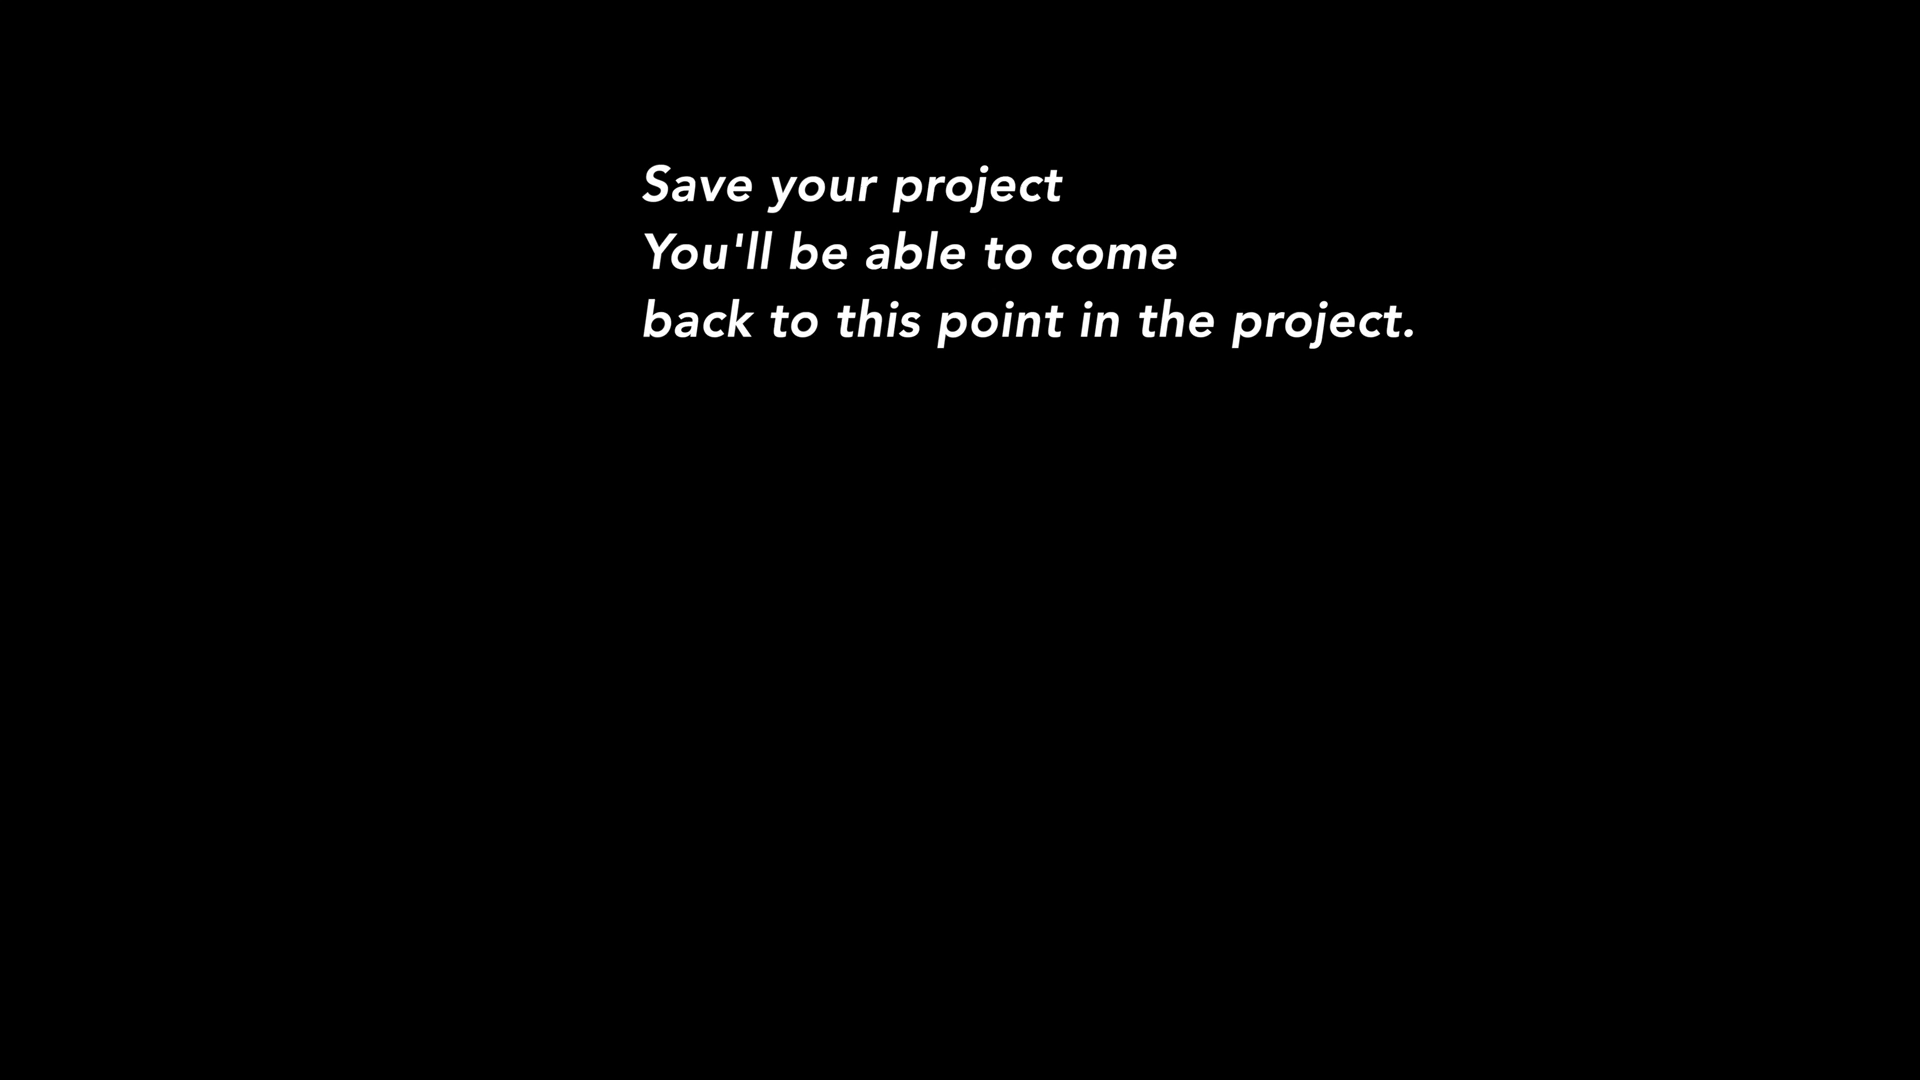 Save your project
You'll be able to come
back to this point in the project.